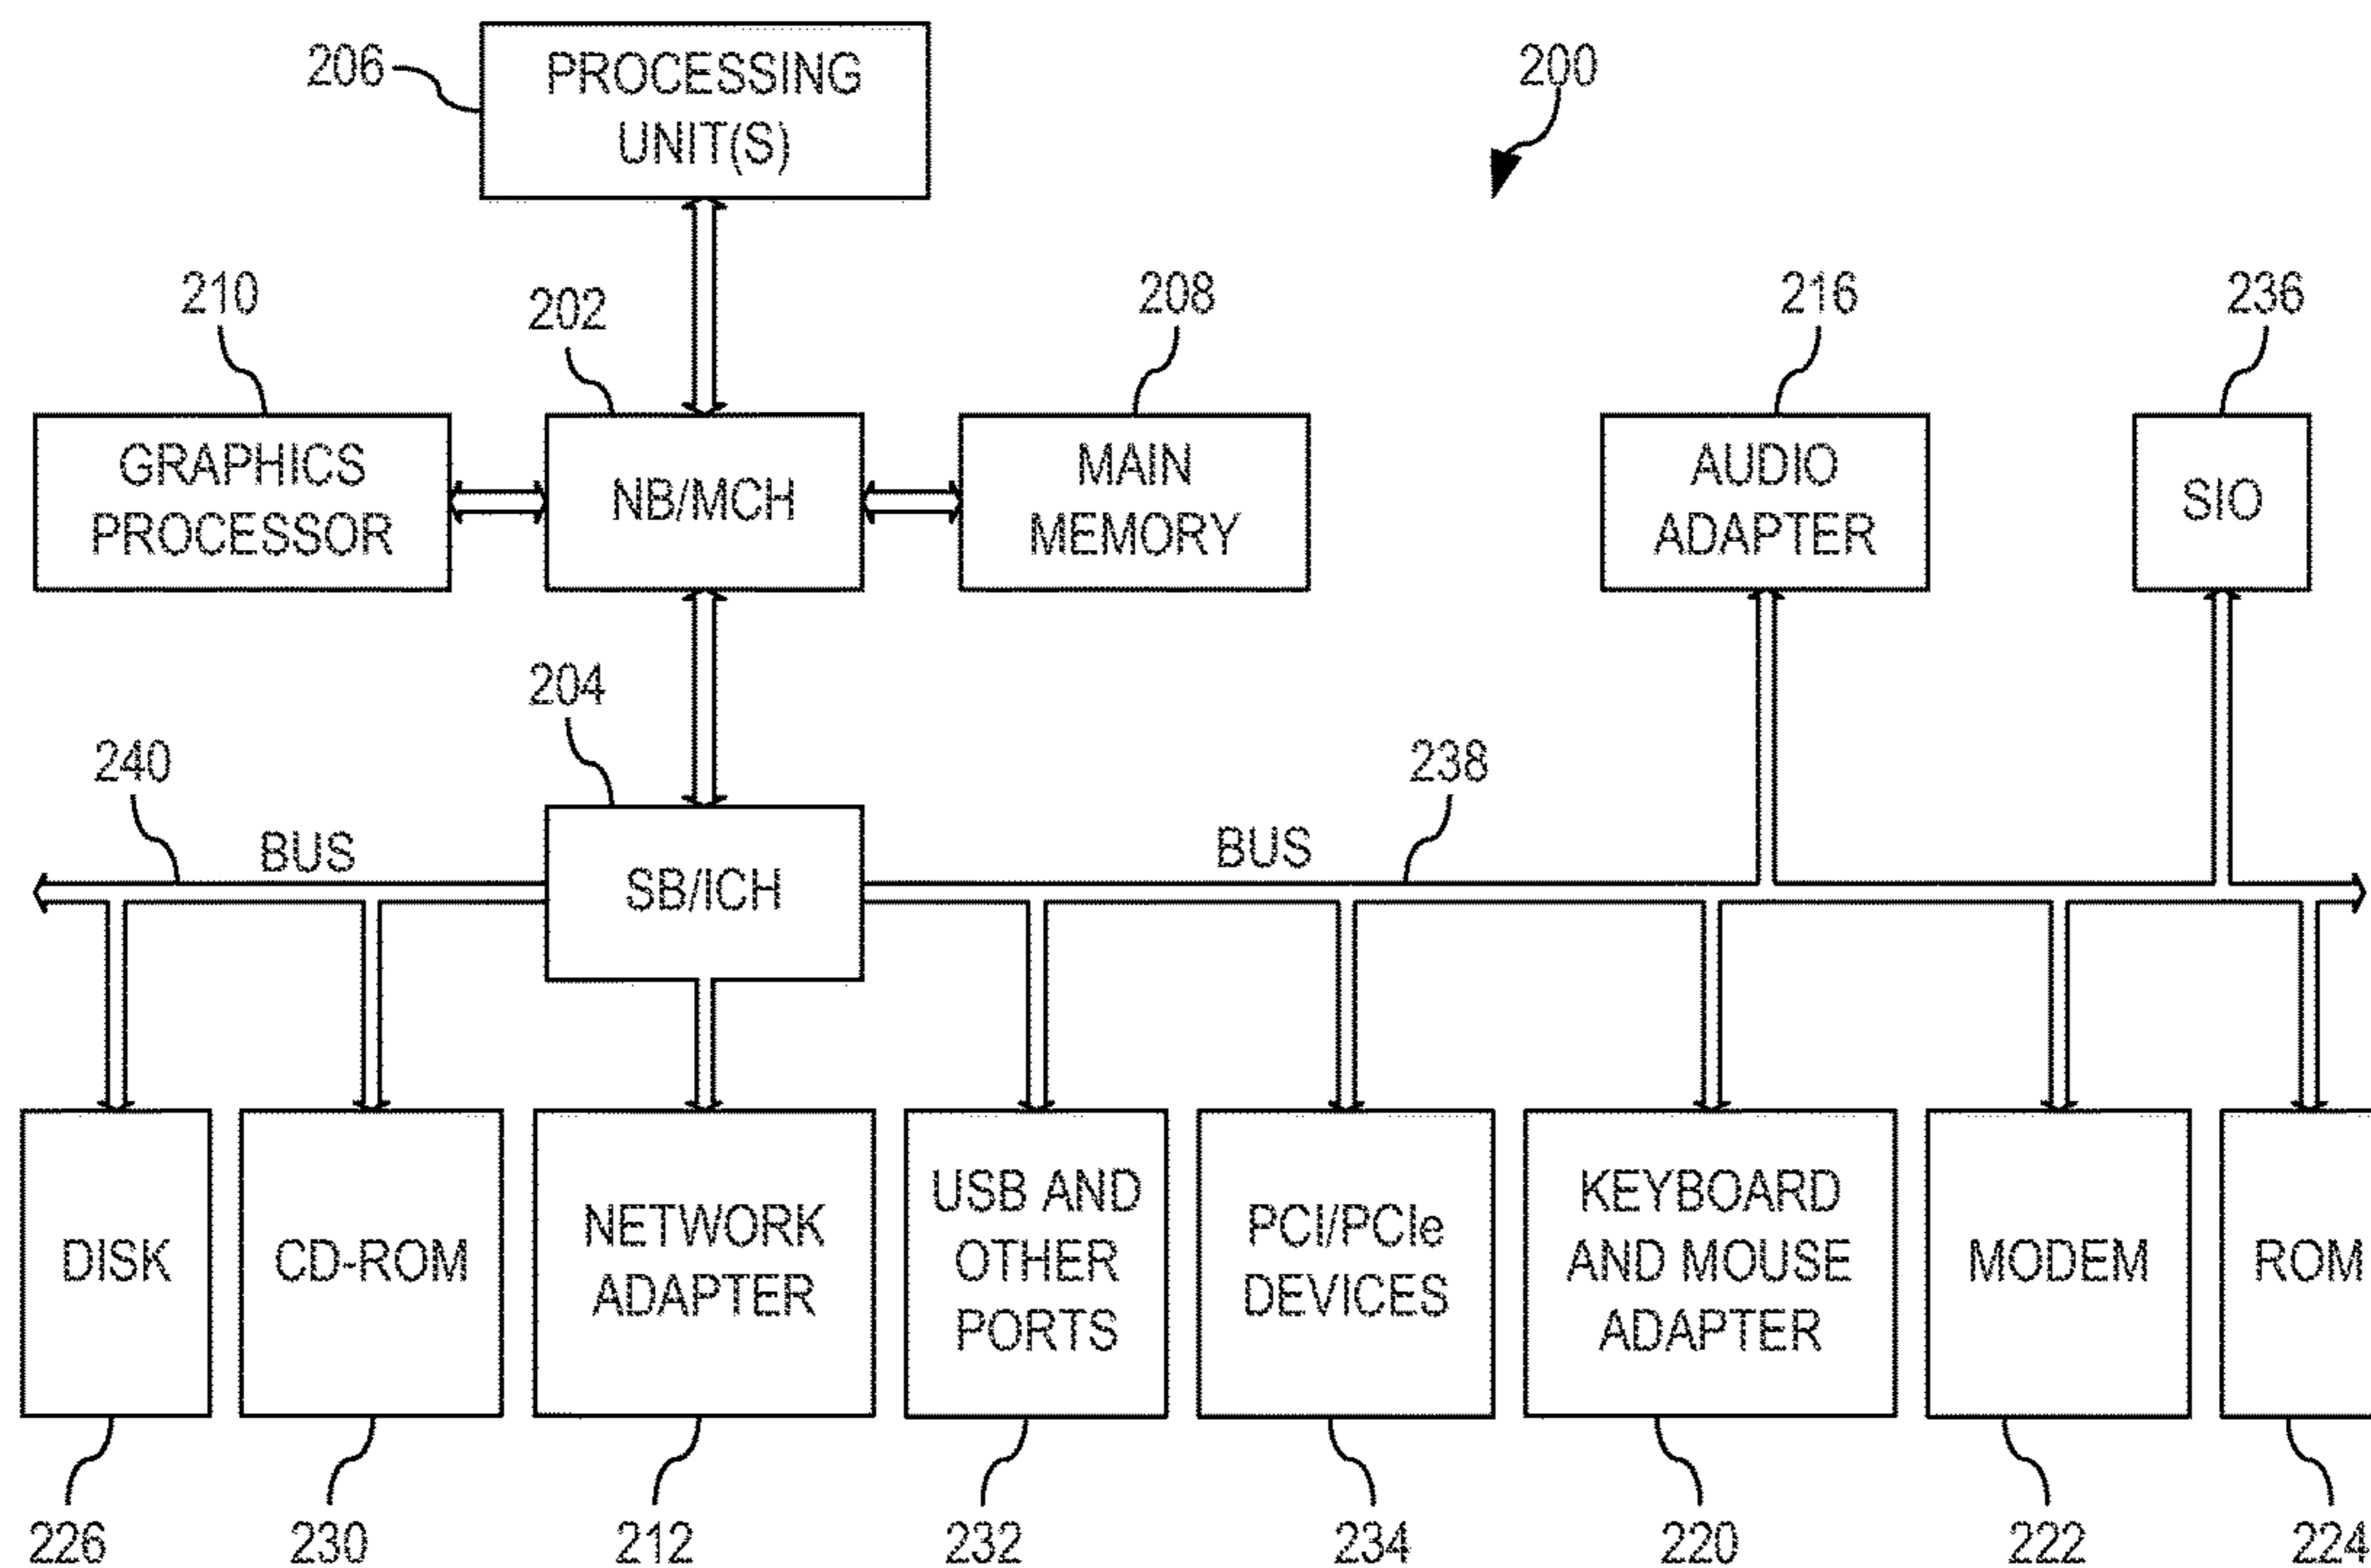 206
PROCESSING
UNIT(S)
200
210
202
208
216
236
GRAPHICS
PROCESSOR
NB/MCH
MAIN
MEMORY
AUDIO
ADAPTER
SIO
204
240
238
BUS
BUS
SB/ICH
DISK
CD-ROM
NETWORK
ADAPTER
USB AND
OTHER
PORTS
PCI/PCIe
DEVICES
KEYBOARD
AND MOUSE
ADAPTER
MODEM
ROM
226
230
212
232
234
220
222
224